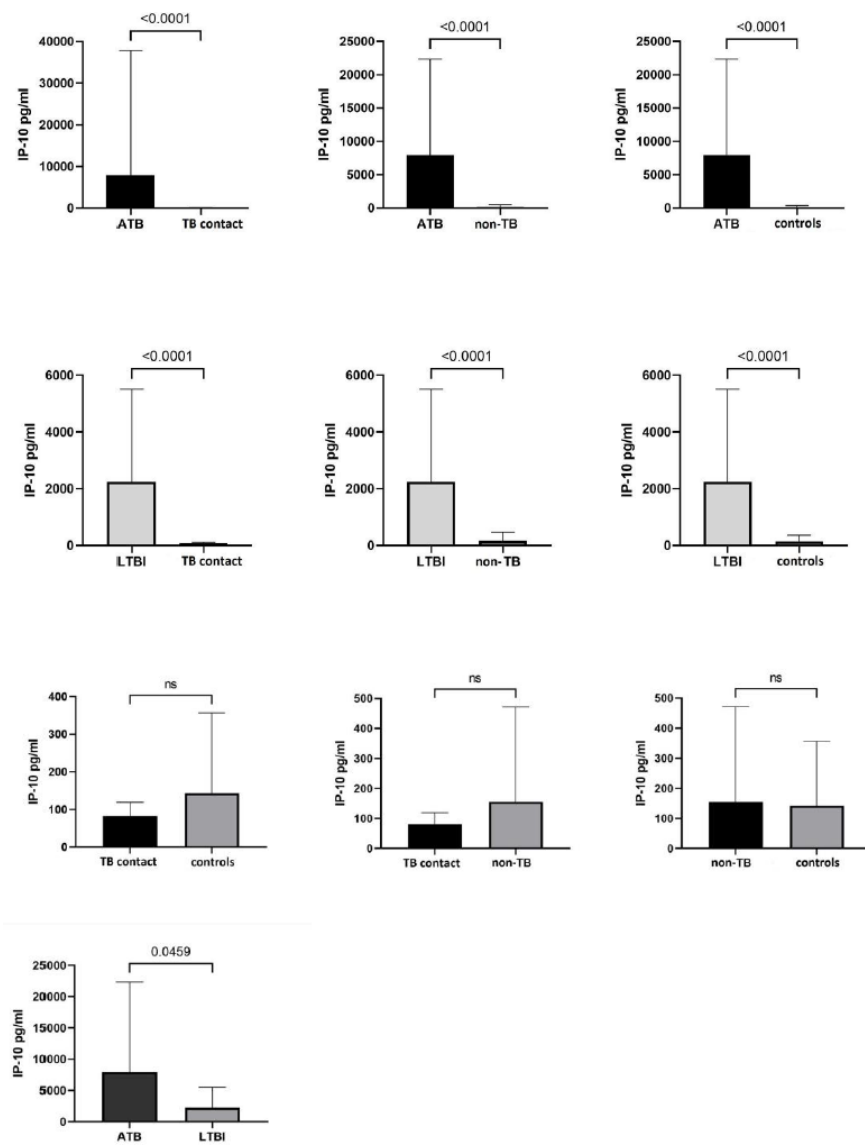 <0.0001
40000
30000
20000
10000
0
IP-10 pg/ml
ATB
TB contact
<0.0001
25000
20000
15000
10000
5000
0
IP-10 pg/ml
ATB
non-TB
<0.0001
25000
20000
15000
10000
5000
0
IP-10 pg/ml
ATB
controls
<0.0001
6000
4000
2000
0
IP-10 pg/ml
LTBI
TB contact
<0.0001
6000
4000
2000
0
IP-10 pg/ml
LTBI
non-TB
<0.0001
6000
4000
2000
0
IP-10 pg/ml
LTBI
controls
ns
400
300
200
100
0
IP-10 pg/ml
TB contact
controls
ns
500
400
300
200
100
0
IP-10 pg/ml
TB contact
non-TB
ns
500
400
300
200
100
0
IP-10 pg/ml
non-TB
controls
0.0459
25000
20000
15000
10000
5000
0
IP-10 pg/ml
ATB
LTBI